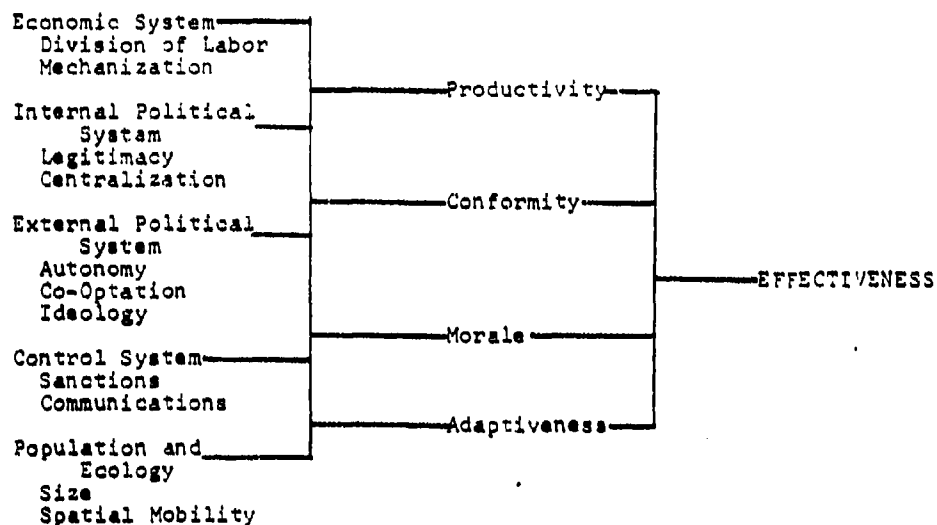 Economic System
Division of Labor
Mechanization
Productivity
Internal Political
Systam
Legitimacy
Centralization
Conformity
External Political
System
Autonomy
Co-Optation
Ideology
EFFECTIVENESS
Morale
Control System
Sanctions
Communications
Adaptiveness
Population and
Ecology
Size
Spatial Mobility